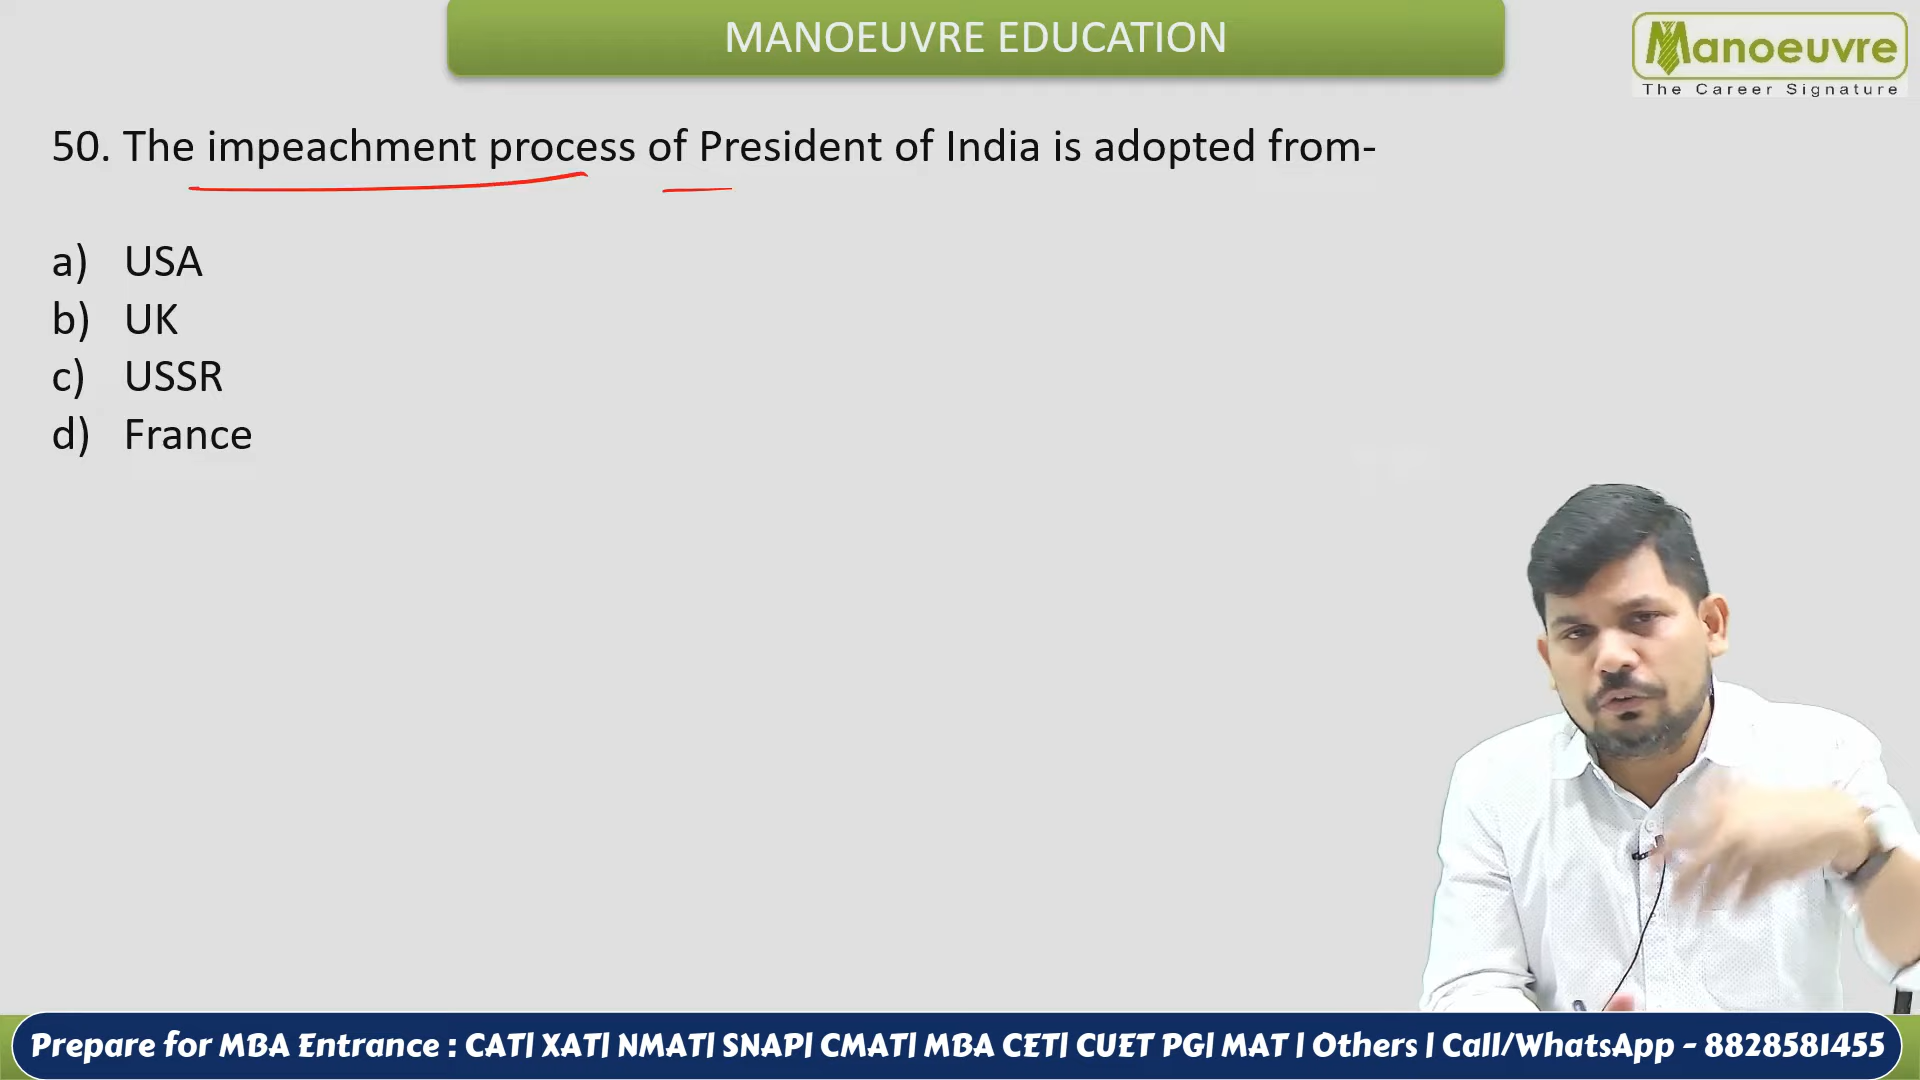 MANOEUVRE EDUCATION
Manoeuvre
The Career Signature
50. The impeachment process of President of India is adopted from-
a) USA
b) UK
c) USSR
d) France
Prepare for MBA Entrance : CAT| XAT| NMAT| SNAP| CMAT| MBA CET| CUET PG| MAT | Others | Call/WhatsApp - 8828581455